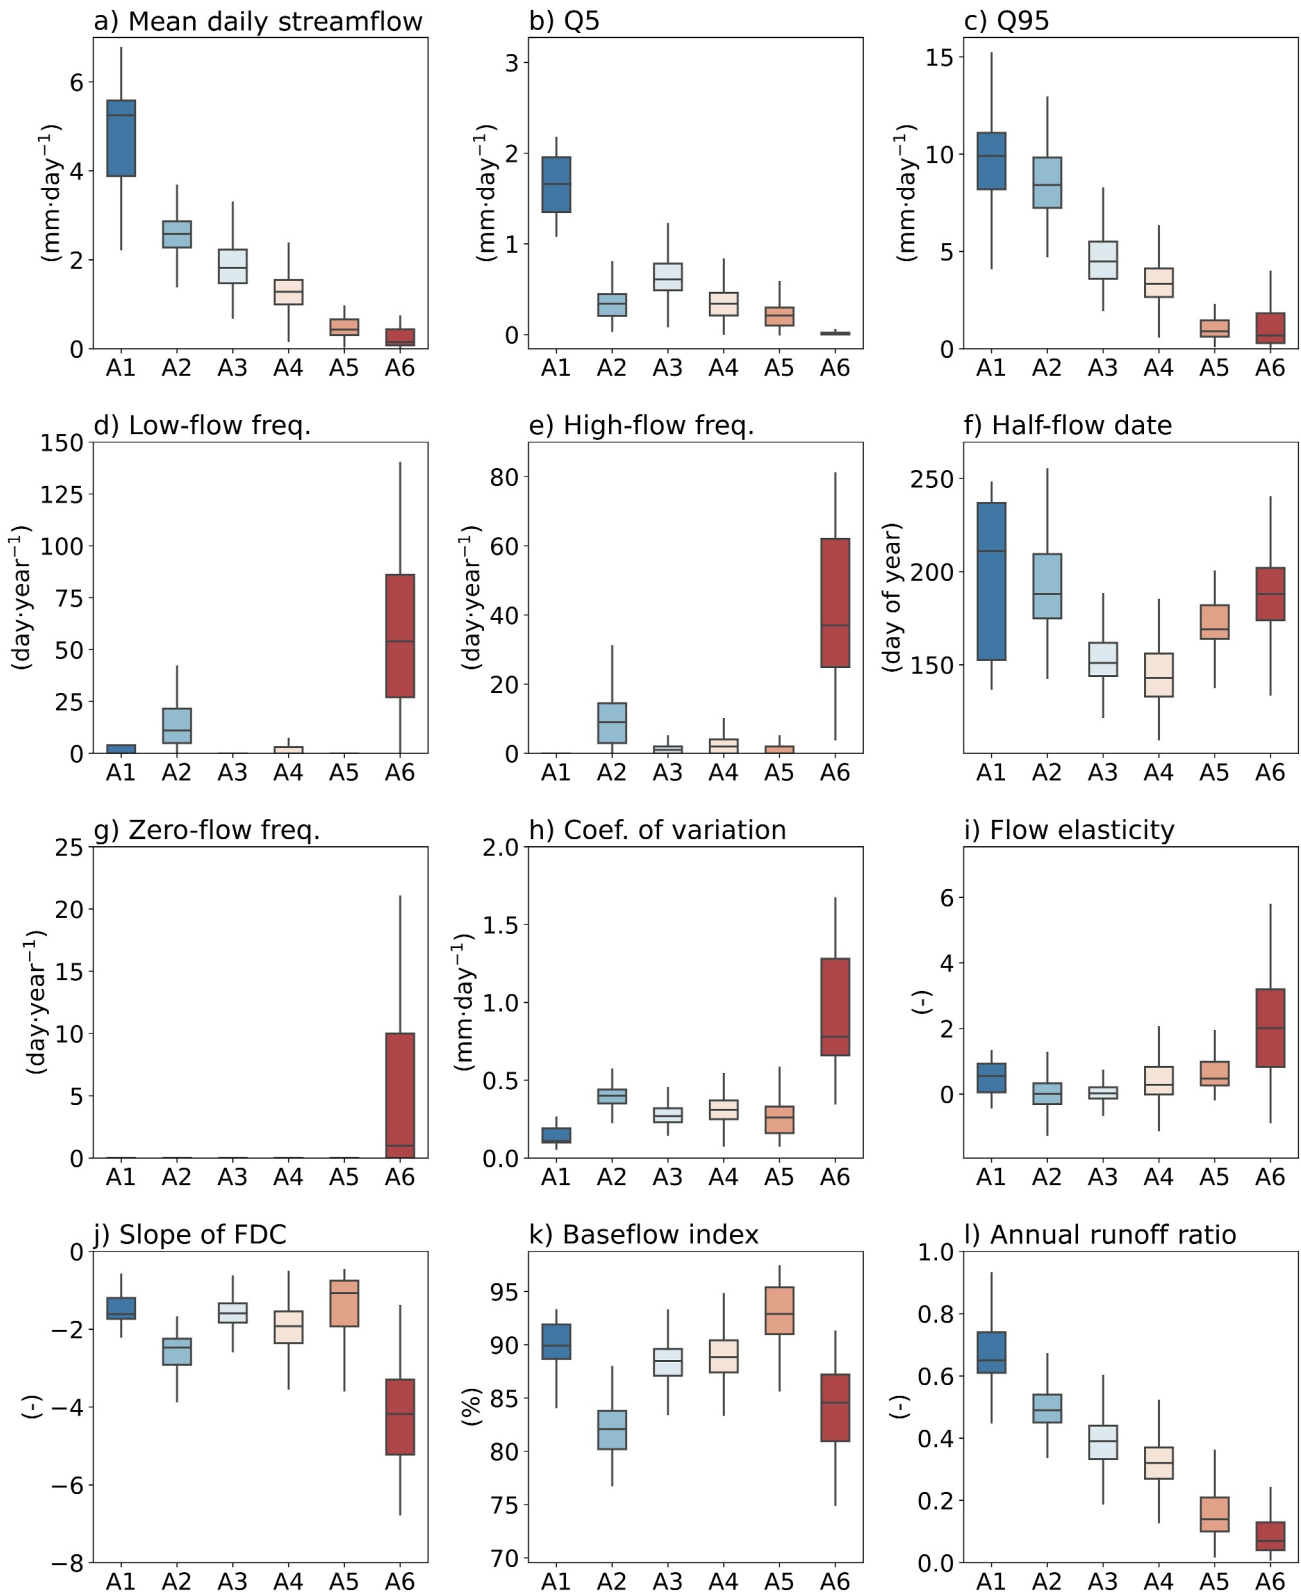 a) Mean daily streamflow
(mm·day⁻¹)
6
4
2
0
A1 A2 A3 A4 A5 A6
b) Q5
(mm·day⁻¹)
3
2
1
0
A1 A2 A3 A4 A5 A6
c) Q95
(mm·day⁻¹)
15
10
5
0
A1 A2 A3 A4 A5 A6
d) Low-flow freq.
(day·year⁻¹)
150
125
100
75
50
25
0
A1 A2 A3 A4 A5 A6
e) High-flow freq.
(day·year⁻¹)
80
60
40
20
0
A1 A2 A3 A4 A5 A6
f) Half-flow date
(day of year)
250
200
150
A1 A2 A3 A4 A5 A6
g) Zero-flow freq.
(day·year⁻¹)
25
20
15
10
5
0
A1 A2 A3 A4 A5 A6
h) Coef. of variation
(mm·day⁻¹)
2.0
1.5
1.0
0.5
0.0
A1 A2 A3 A4 A5 A6
i) Flow elasticity
(-)
6
4
2
0
A1 A2 A3 A4 A5 A6
j) Slope of FDC
(-)
0
−2
−4
−6
−8
A1 A2 A3 A4 A5 A6
k) Baseflow index
(%)
95
90
85
80
75
70
A1 A2 A3 A4 A5 A6
l) Annual runoff ratio
(-)
1.0
0.8
0.6
0.4
0.2
0.0
A1 A2 A3 A4 A5 A6